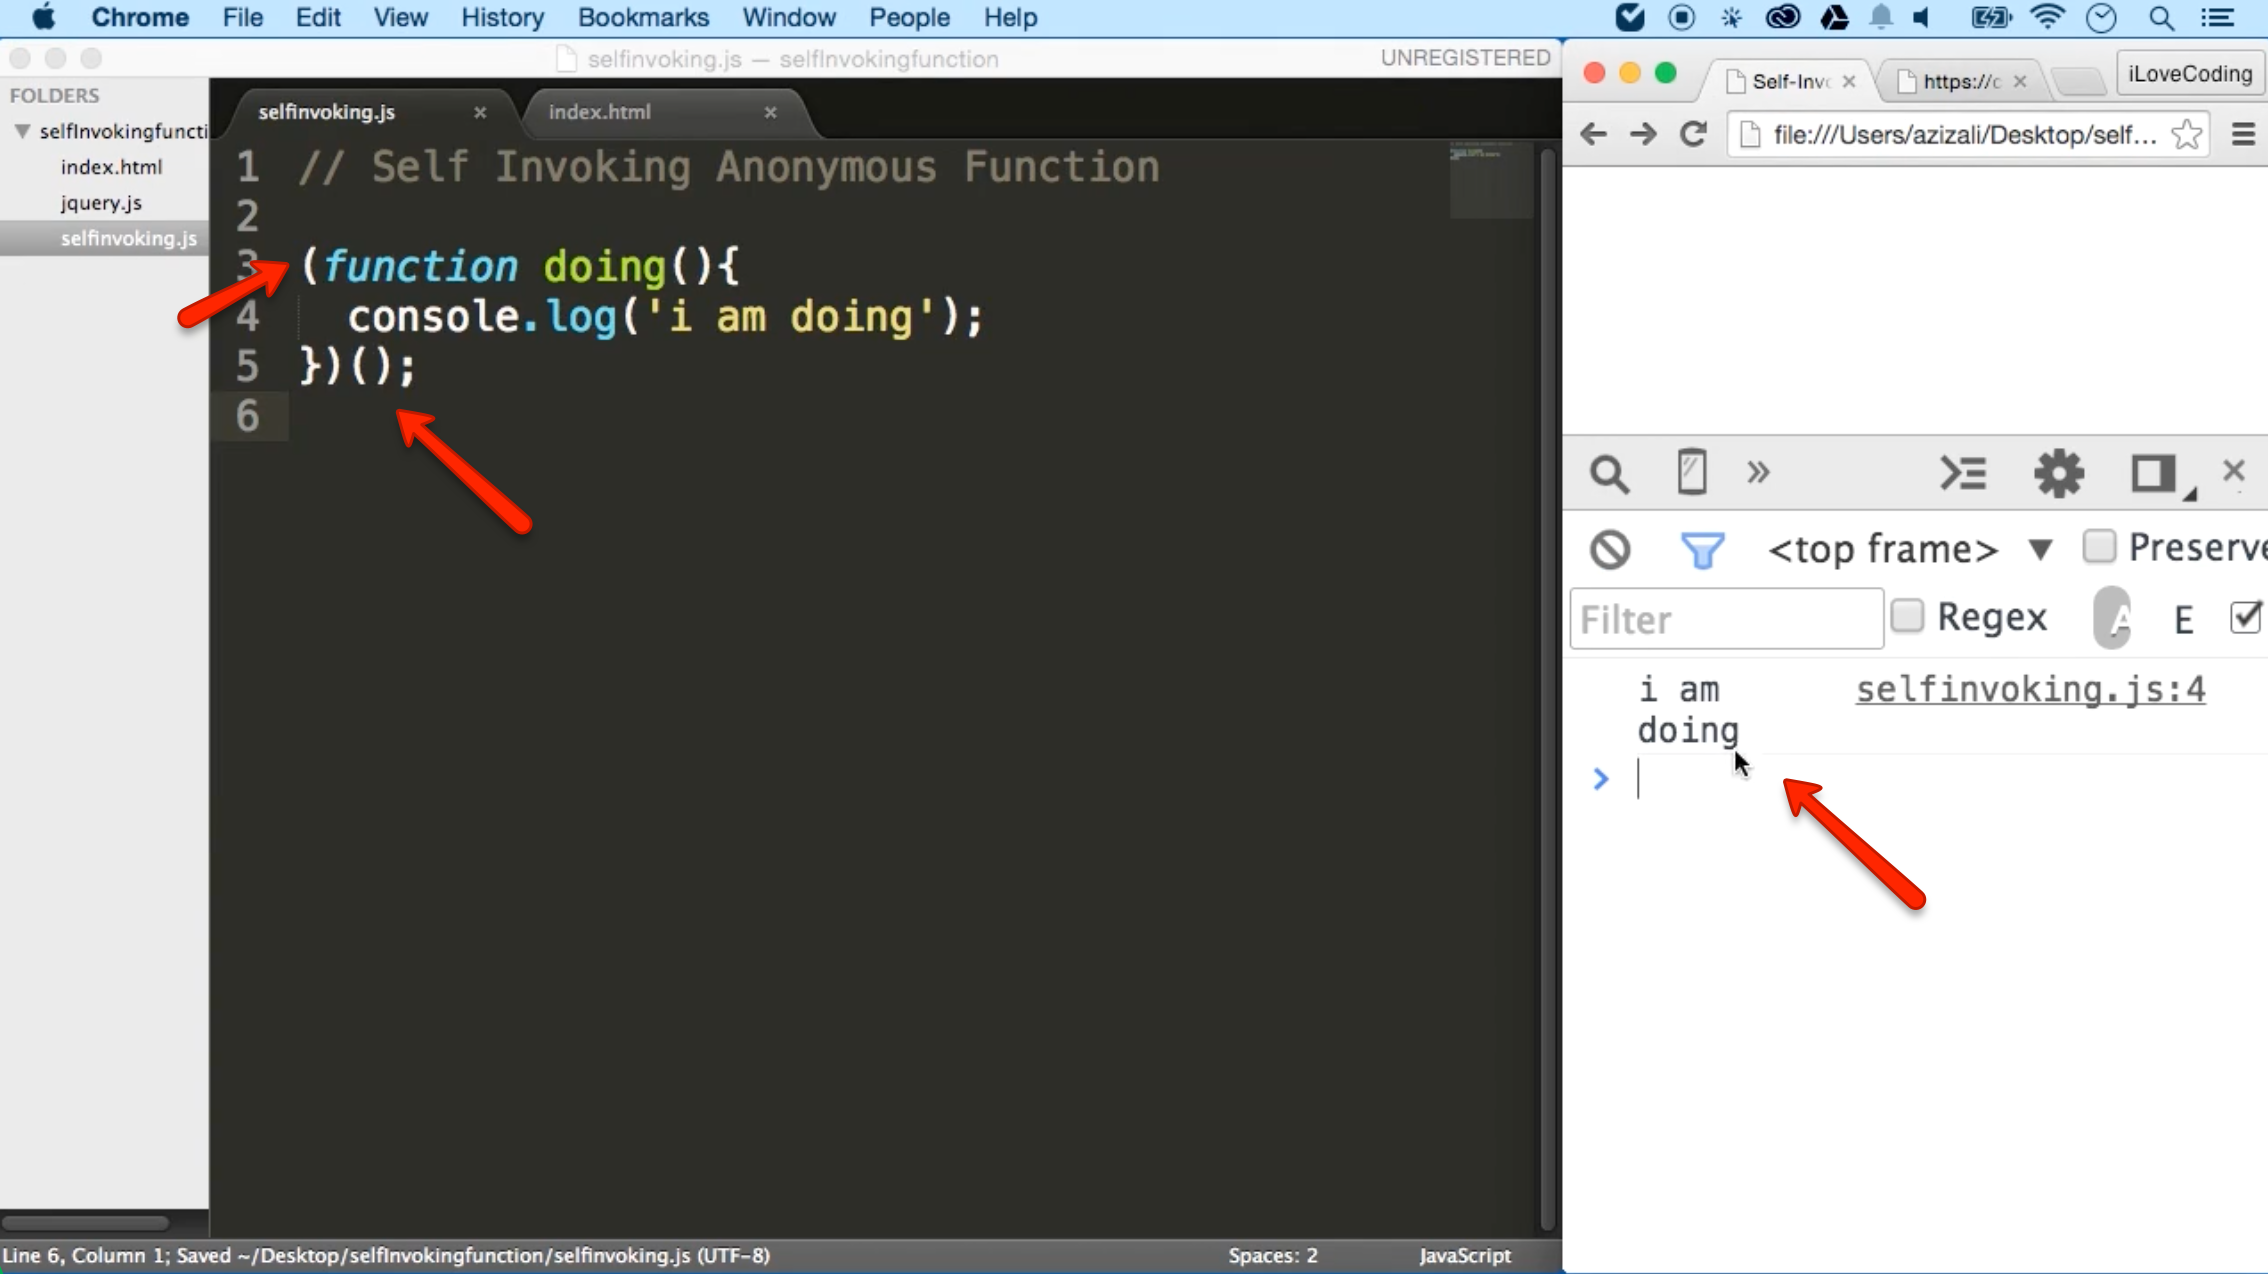 Chrome File Edit View History Bookmarks Window People Help
selfinvoking.js — selfInvokingfunction
UNREGISTERED
FOLDERS
selfInvokingfuncti
index.html
jquery.js
selfinvoking.js
selfinvoking.js × index.html ×
1 // Self Invoking Anonymous Function
2
3 (function doing(){
4 console.log('i am doing');
5 })();
6
Line 6, Column 1; Saved ~/Desktop/selfInvokingfunction/selfinvoking.js (UTF-8)
Spaces: 2
JavaScript
Self-Inv × https://c × iLoveCoding
file:///Users/azizali/Desktop/self...
<top frame> ▼ Preserve
Filter Regex A E
i am selfinvoking.js:4
doing
>